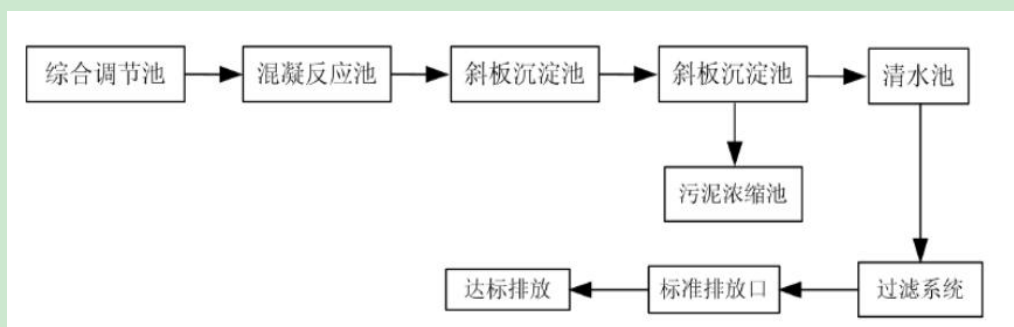 综合调节池
混凝反应池
斜板沉淀池
斜板沉淀池
清水池
污泥浓缩池
达标排放
标准排放口
过滤系统